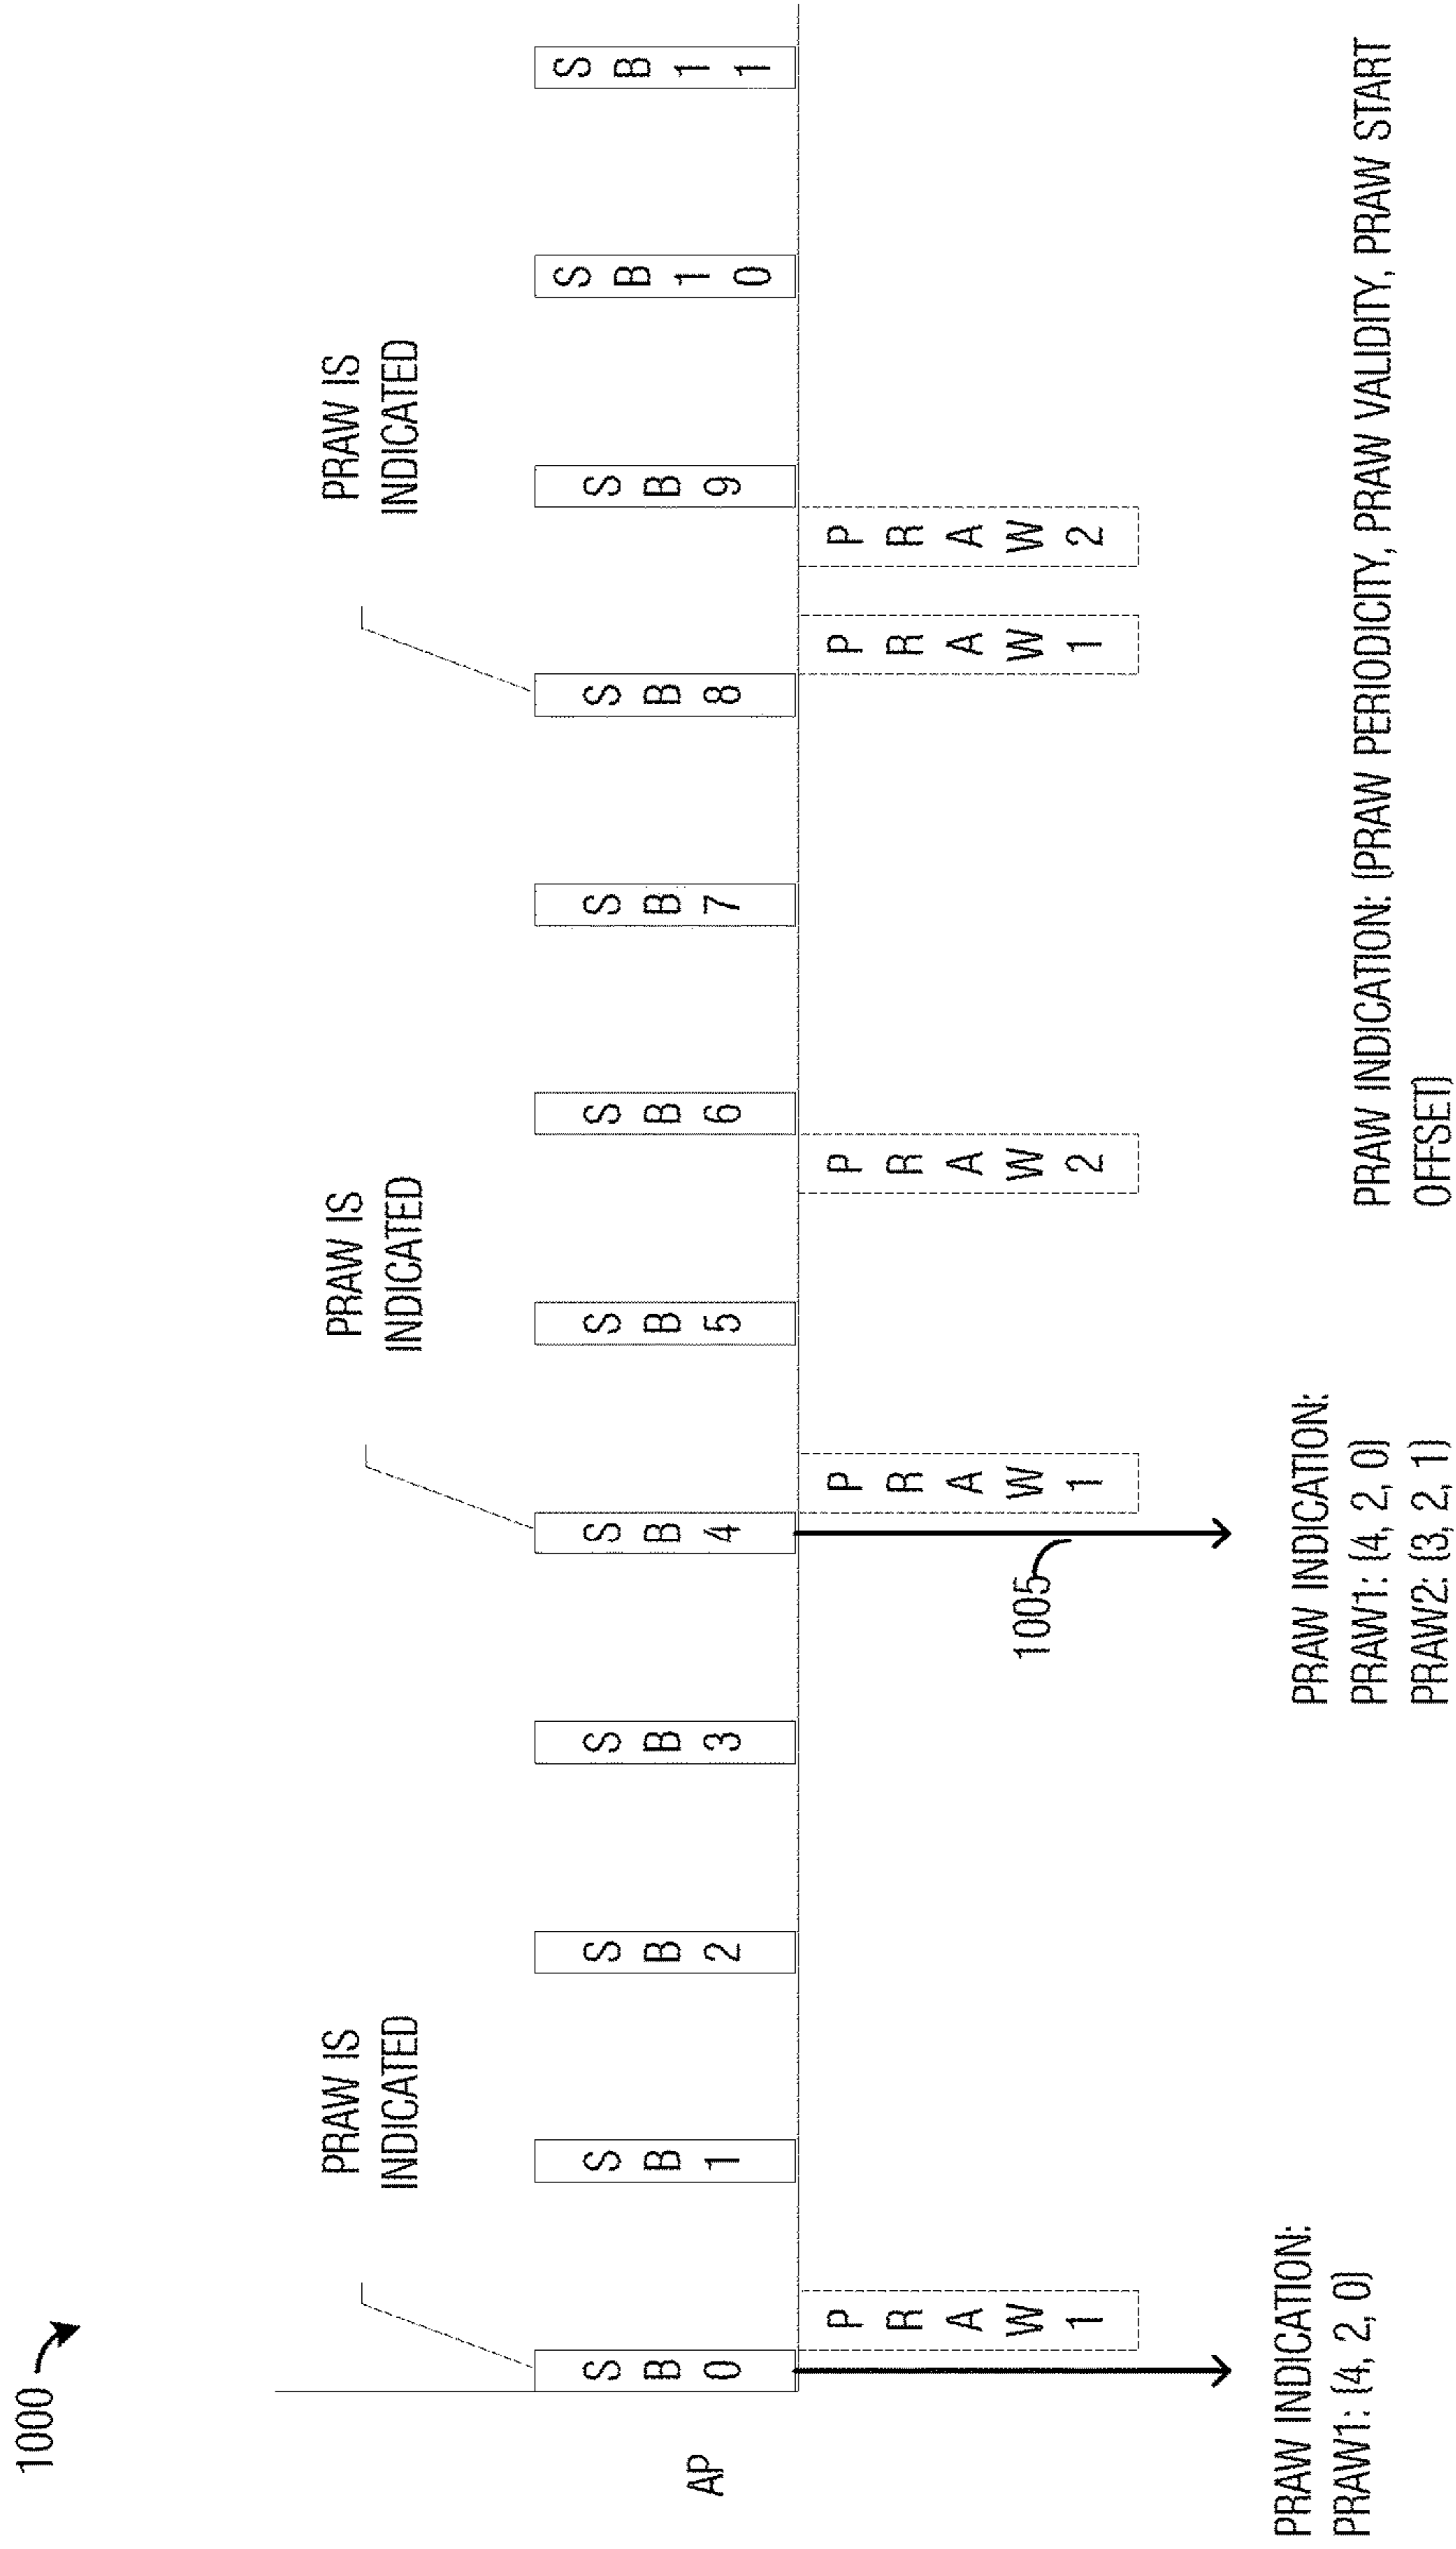 1000
PRAW IS
INDICATED
PRAW IS
INDICATED
PRAW IS
INDICATED
AP
SB0
SB1
SB2
SB3
SB4
SB5
SB6
SB7
SB8
SB9
SB10
SB11
PRAW1
PRAW1
PRAW2
PRAW1
PRAW2
1005
PRAW INDICATION:
PRAW1: {4, 2, 0}
PRAW INDICATION:
PRAW1: {4, 2, 0}
PRAW2: {3, 2, 1}
PRAW INDICATION: {PRAW PERIODICITY, PRAW VALIDITY, PRAW START
OFFSET}